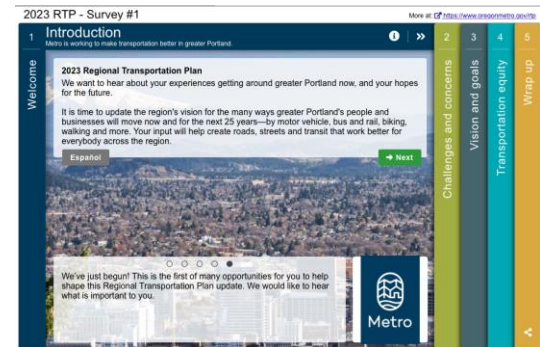 2023 RTP - Survey #1
More at: https://www.oregonmetro.gov/rtp
1
Introduction
Metro is working to make transportation better in greater Portland.
Welcome
2023 Regional Transportation Plan
We want to hear about your experiences getting around greater Portland now, and your hopes
for the future.
It is time to update the region's vision for the many ways greater Portland's people and
businesses will move now and for the next 25 years—by motor vehicle, bus and rail, biking,
walking and more. Your input will help create roads, streets and transit that work better for
everybody across the region.
Español
Next
We've just begun! This is the first of many opportunities for you to help
shape this Regional Transportation Plan update. We would like to hear
what is important to you.
Metro
2
Challenges and concerns
3
Vision and goals
4
Transportation equity
5
Wrap up